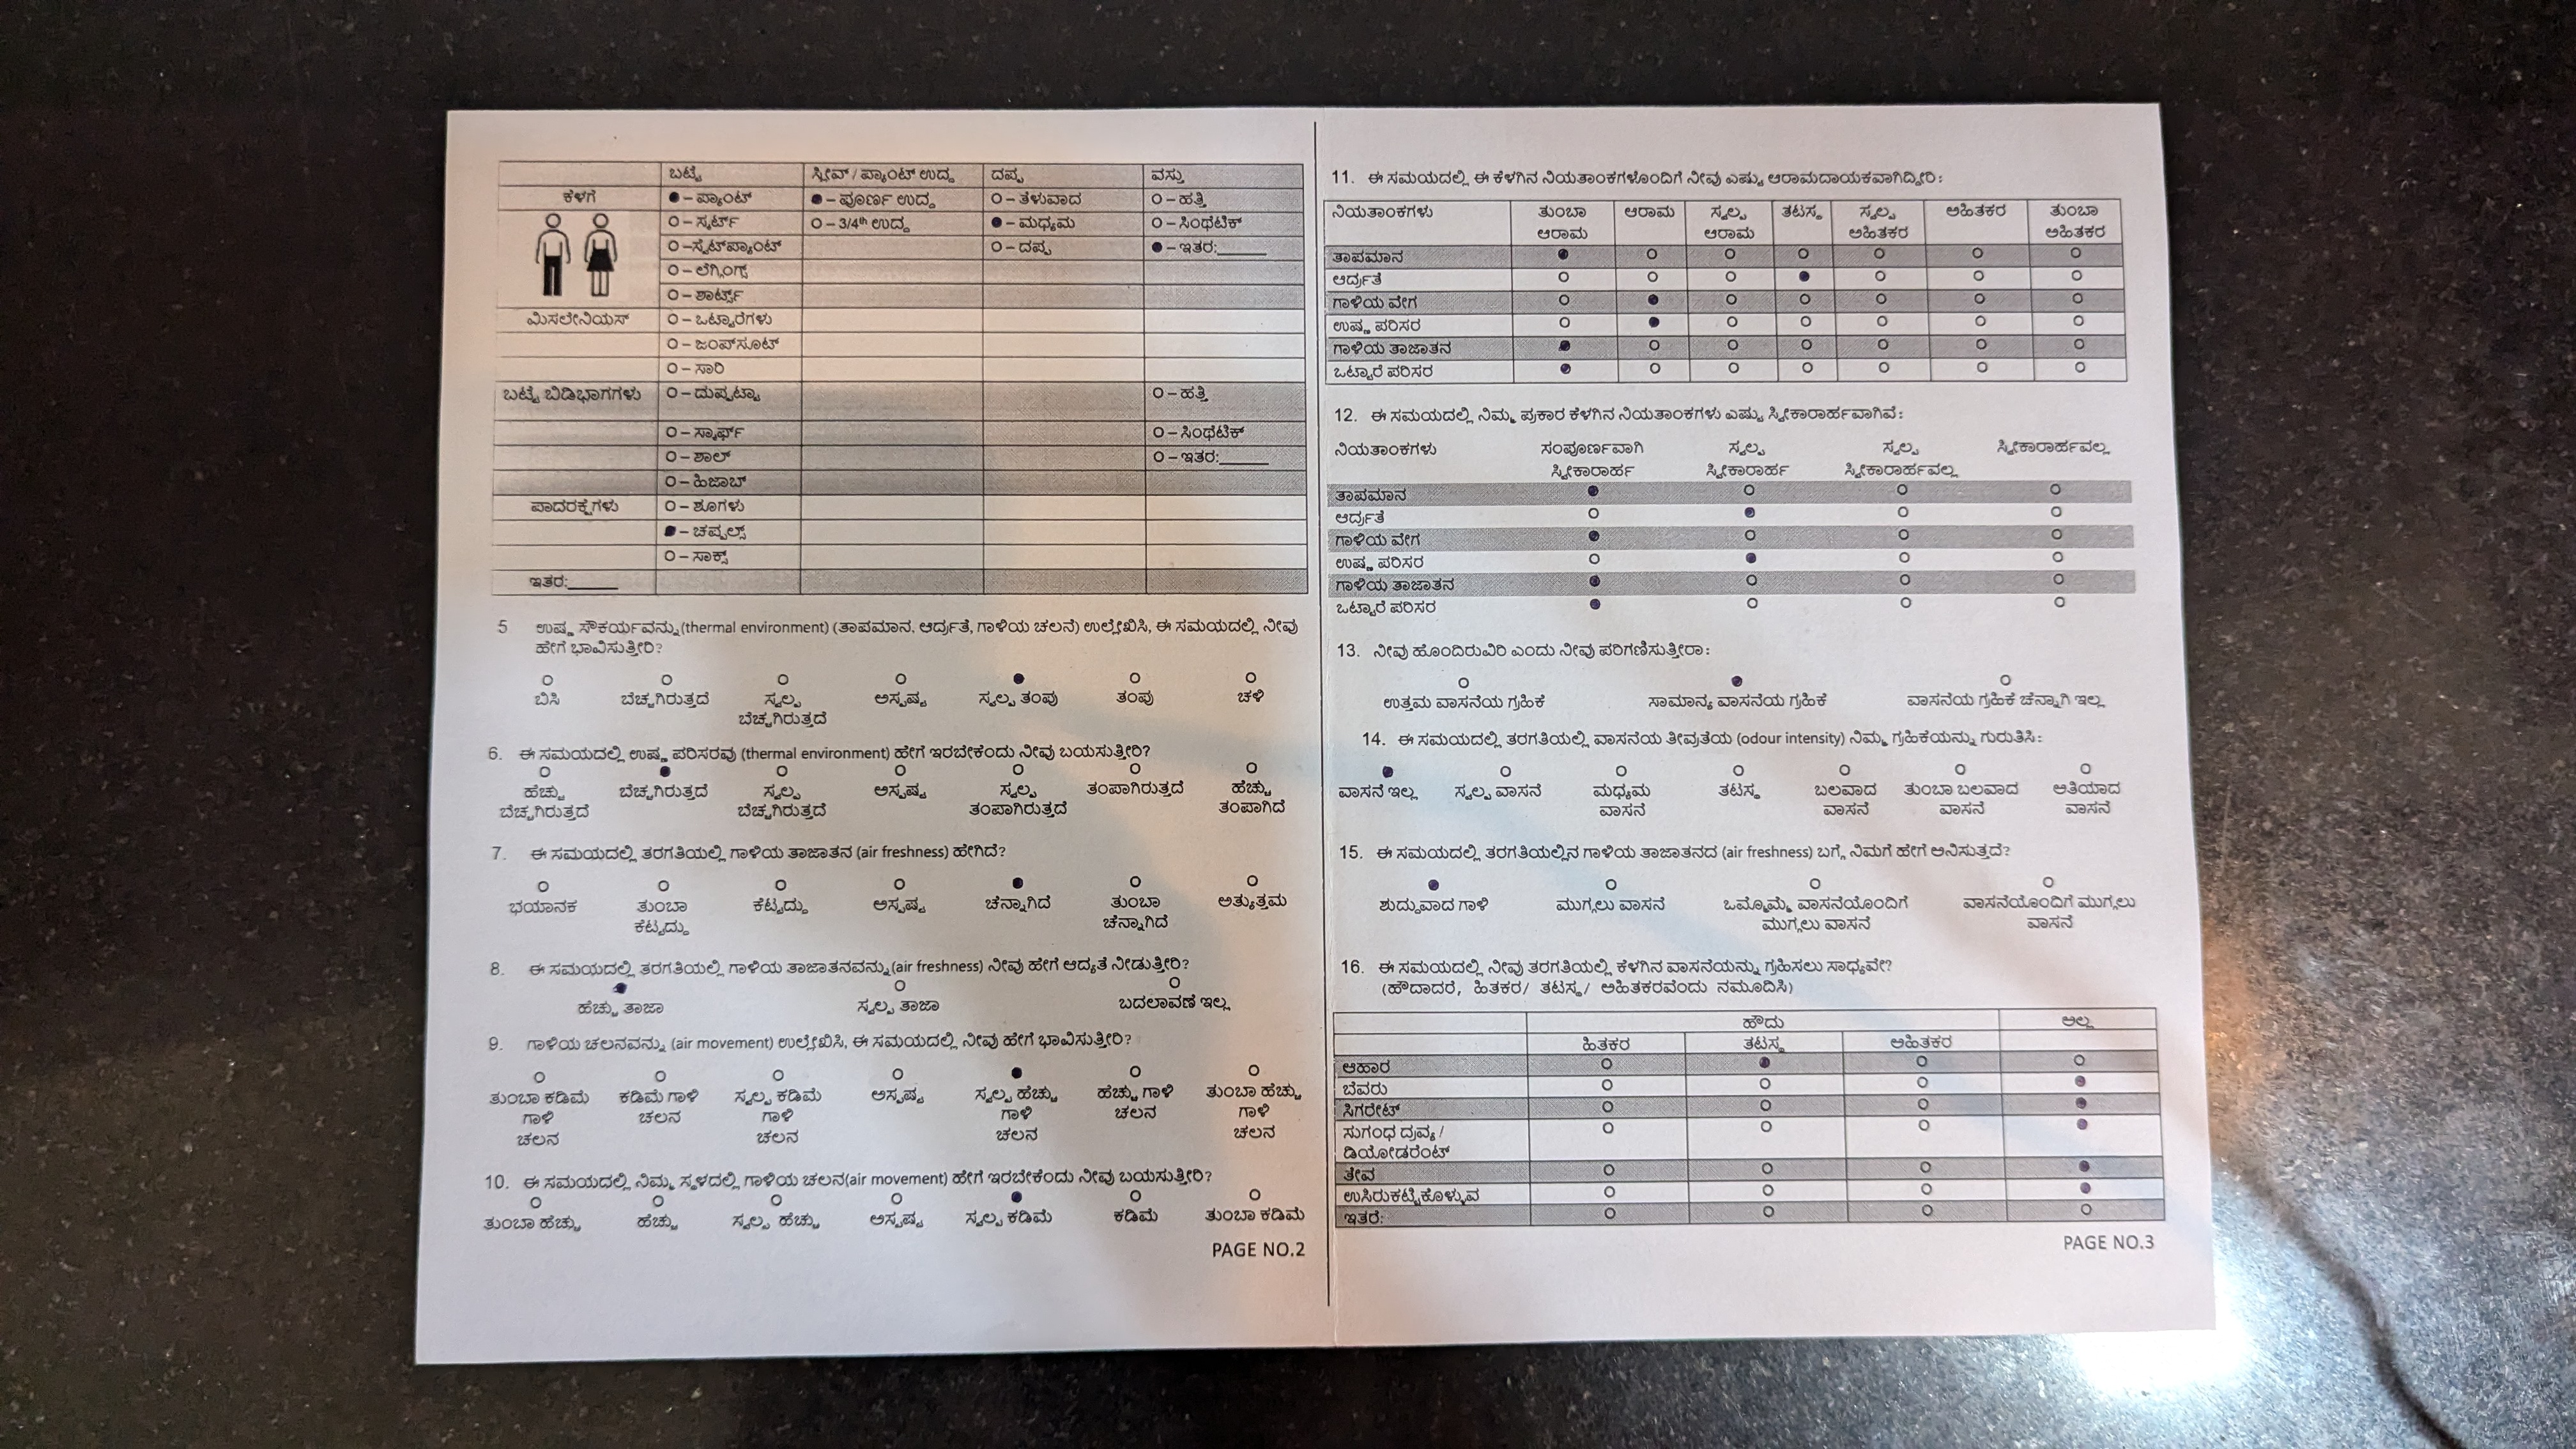 ಬಟ್ಟೆ ಸ್ಲೀವ್ / ಪ್ಯಾಂಟ್ ಉದ್ದ ದಪ್ಪ ವಸ್ತು
ಕೆಳಗೆ ● – ಪ್ಯಾಂಟ್ ● – ಪೂರ್ಣ ಉದ್ದ O – ತೆಳುವಾದ O – ಹತ್ತಿ
O – ಸ್ಕರ್ಟ್ O – 3/4th ಉದ್ದ ● – ಮಧ್ಯಮ O – ಸಿಂಥೆಟಿಕ್
O –ಸ್ವೆಟ್‌ಪ್ಯಾಂಟ್ O – ದಪ್ಪ ● – ಇತರ:______
O – ಲೆಗ್ಗಿಂಗ್ಸ್
O – ಶಾರ್ಟ್ಸ್
ಮಿಸಲೇನಿಯಸ್ O – ಒಟ್ಟಾರೆಗಳು
O – ಜಂಪ್‌ಸೂಟ್
O – ಸಾರಿ
ಬಟ್ಟೆ ಬಿಡಿಭಾಗಗಳು O – ದುಪ್ಪಟ್ಟಾ O – ಹತ್ತಿ
O – ಸ್ಕಾರ್ಫ್ O – ಸಿಂಥೆಟಿಕ್
O – ಶಾಲ್ O – ಇತರ:______
O – ಹಿಜಾಬ್
ಪಾದರಕ್ಷೆಗಳು O – ಶೂಗಳು
● – ಚಪ್ಪಲ್ಸ್
O – ಸಾಕ್ಸ್
ಇತರ:______
5 ಉಷ್ಣ ಸೌಕರ್ಯವನ್ನು(thermal environment) (ತಾಪಮಾನ, ಆರ್ದ್ರತೆ, ಗಾಳಿಯ ಚಲನೆ) ಉಲ್ಲೇಖಿಸಿ, ಈ ಸಮಯದಲ್ಲಿ ನೀವು
ಹೇಗೆ ಭಾವಿಸುತ್ತೀರಿ?
ಬಿಸಿ ಬೆಚ್ಚಗಿರುತ್ತದೆ ಸ್ವಲ್ಪ ಅಸ್ಪಷ್ಟ ಸ್ವಲ್ಪ ತಂಪು ತಂಪು ಚಳಿ
ಬೆಚ್ಚಗಿರುತ್ತದೆ
6. ಈ ಸಮಯದಲ್ಲಿ ಉಷ್ಣ ಪರಿಸರವು (thermal environment) ಹೇಗೆ ಇರಬೇಕೆಂದು ನೀವು ಬಯಸುತ್ತೀರಿ?
ಹೆಚ್ಚು ಬೆಚ್ಚಗಿರುತ್ತದೆ ಸ್ವಲ್ಪ ಅಸ್ಪಷ್ಟ ಸ್ವಲ್ಪ ತಂಪಾಗಿರುತ್ತದೆ ಹೆಚ್ಚು
ಬೆಚ್ಚಗಿರುತ್ತದೆ ಬೆಚ್ಚಗಿರುತ್ತದೆ ತಂಪಾಗಿರುತ್ತದೆ ತಂಪಾಗಿದೆ
7. ಈ ಸಮಯದಲ್ಲಿ ತರಗತಿಯಲ್ಲಿ ಗಾಳಿಯ ತಾಜಾತನ (air freshness) ಹೇಗಿದೆ?
ಭಯಾನಕ ತುಂಬಾ ಕೆಟ್ಟದ್ದು ಅಸ್ಪಷ್ಟ ಚೆನ್ನಾಗಿದೆ ತುಂಬಾ ಅತ್ಯುತ್ತಮ
ಕೆಟ್ಟದ್ದು ಚೆನ್ನಾಗಿದೆ
8. ಈ ಸಮಯದಲ್ಲಿ ತರಗತಿಯಲ್ಲಿ ಗಾಳಿಯ ತಾಜಾತನವನ್ನು(air freshness) ನೀವು ಹೇಗೆ ಆದ್ಯತೆ ನೀಡುತ್ತೀರಿ?
ಹೆಚ್ಚು ತಾಜಾ ಸ್ವಲ್ಪ ತಾಜಾ ಬದಲಾವಣೆ ಇಲ್ಲ
9. ಗಾಳಿಯ ಚಲನವನ್ನು (air movement) ಉಲ್ಲೇಖಿಸಿ, ಈ ಸಮಯದಲ್ಲಿ ನೀವು ಹೇಗೆ ಭಾವಿಸುತ್ತೀರಿ?
ತುಂಬಾ ಕಡಿಮೆ ಕಡಿಮೆ ಗಾಳಿ ಸ್ವಲ್ಪ ಕಡಿಮೆ ಅಸ್ಪಷ್ಟ ಸ್ವಲ್ಪ ಹೆಚ್ಚು ಹೆಚ್ಚು ಗಾಳಿ ತುಂಬಾ ಹೆಚ್ಚು
ಗಾಳಿ ಚಲನ ಗಾಳಿ ಗಾಳಿ ಚಲನ ಗಾಳಿ
ಚಲನ ಚಲನ ಚಲನ ಚಲನ
10. ಈ ಸಮಯದಲ್ಲಿ ನಿಮ್ಮ ಸ್ಥಳದಲ್ಲಿ ಗಾಳಿಯ ಚಲನ(air movement) ಹೇಗೆ ಇರಬೇಕೆಂದು ನೀವು ಬಯಸುತ್ತೀರಿ?
ತುಂಬಾ ಹೆಚ್ಚು ಹೆಚ್ಚು ಸ್ವಲ್ಪ ಹೆಚ್ಚು ಅಸ್ಪಷ್ಟ ಸ್ವಲ್ಪ ಕಡಿಮೆ ಕಡಿಮೆ ತುಂಬಾ ಕಡಿಮೆ
PAGE NO.2
11. ಈ ಸಮಯದಲ್ಲಿ ಈ ಕೆಳಗಿನ ನಿಯತಾಂಕಗಳೊಂದಿಗೆ ನೀವು ಎಷ್ಟು ಆರಾಮದಾಯಕವಾಗಿದ್ದೀರಿ:
ನಿಯತಾಂಕಗಳು ತುಂಬಾ ಆರಾಮ ಸ್ವಲ್ಪ ತಟಸ್ಥ ಸ್ವಲ್ಪ ಅಹಿತಕರ ತುಂಬಾ
ಆರಾಮ ಆರಾಮ ಅಹಿತಕರ ಅಹಿತಕರ
ತಾಪಮಾನ
ಆರ್ದ್ರತೆ
ಗಾಳಿಯ ವೇಗ
ಉಷ್ಣ ಪರಿಸರ
ಗಾಳಿಯ ತಾಜಾತನ
ಒಟ್ಟಾರೆ ಪರಿಸರ
12. ಈ ಸಮಯದಲ್ಲಿ ನಿಮ್ಮ ಪ್ರಕಾರ ಕೆಳಗಿನ ನಿಯತಾಂಕಗಳು ಎಷ್ಟು ಸ್ವೀಕಾರಾರ್ಹವಾಗಿವೆ:
ನಿಯತಾಂಕಗಳು ಸಂಪೂರ್ಣವಾಗಿ ಸ್ವಲ್ಪ ಸ್ವಲ್ಪ ಸ್ವೀಕಾರಾರ್ಹವಲ್ಲ
ಸ್ವೀಕಾರಾರ್ಹ ಸ್ವೀಕಾರಾರ್ಹ ಸ್ವೀಕಾರಾರ್ಹವಲ್ಲ
ತಾಪಮಾನ
ಆರ್ದ್ರತೆ
ಗಾಳಿಯ ವೇಗ
ಉಷ್ಣ ಪರಿಸರ
ಗಾಳಿಯ ತಾಜಾತನ
ಒಟ್ಟಾರೆ ಪರಿಸರ
13. ನೀವು ಹೊಂದಿರುವಿರಿ ಎಂದು ನೀವು ಪರಿಗಣಿಸುತ್ತೀರಾ:
ಉತ್ತಮ ವಾಸನೆಯ ಗ್ರಹಿಕೆ ಸಾಮಾನ್ಯ ವಾಸನೆಯ ಗ್ರಹಿಕೆ ವಾಸನೆಯ ಗ್ರಹಿಕೆ ಚೆನ್ನಾಗಿ ಇಲ್ಲ
14. ಈ ಸಮಯದಲ್ಲಿ ತರಗತಿಯಲ್ಲಿ ವಾಸನೆಯ ತೀವ್ರತೆಯ (odour intensity) ನಿಮ್ಮ ಗ್ರಹಿಕೆಯನ್ನು ಗುರುತಿಸಿ:
ವಾಸನೆ ಇಲ್ಲ ಸ್ವಲ್ಪ ವಾಸನೆ ಮಧ್ಯಮ ತಟಸ್ಥ ಬಲವಾದ ತುಂಬಾ ಬಲವಾದ ಅತಿಯಾದ
ವಾಸನೆ ವಾಸನೆ ವಾಸನೆ ವಾಸನೆ
15. ಈ ಸಮಯದಲ್ಲಿ ತರಗತಿಯಲ್ಲಿನ ಗಾಳಿಯ ತಾಜಾತನದ (air freshness) ಬಗ್ಗೆ ನಿಮಗೆ ಹೇಗೆ ಅನಿಸುತ್ತದೆ?
ಶುದ್ದುವಾದ ಗಾಳಿ ಮುಗ್ಗಲು ವಾಸನೆ ಒಮ್ಮೊಮ್ಮೆ ವಾಸನೆಯೊಂದಿಗೆ ವಾಸನೆಯೊಂದಿಗೆ ಮುಗ್ಗಲು
ಮುಗ್ಗಲು ವಾಸನೆ ವಾಸನೆ
16. ಈ ಸಮಯದಲ್ಲಿ ನೀವು ತರಗತಿಯಲ್ಲಿ ಕೆಳಗಿನ ವಾಸನೆಯನ್ನು ಗ್ರಹಿಸಲು ಸಾಧ್ಯವೇ?
(ಹೌದಾದರೆ, ಹಿತಕರ/ ತಟಸ್ಥ/ ಅಹಿತಕರವೆಂದು ನಮೂದಿಸಿ)
ಹೌದು ಅಲ್ಲ
ಹಿತಕರ ತಟಸ್ಥ ಅಹಿತಕರ
ಆಹಾರ
ಬೆವರು
ಸಿಗರೇಟ್
ಸುಗಂಧ ದ್ರವ್ಯ /
ಡಿಯೋಡರೆಂಟ್
ತೇವ
ಉಸಿರುಕಟ್ಟಿಕೊಳ್ಳುವ
ಇತರೆ:
PAGE NO.3